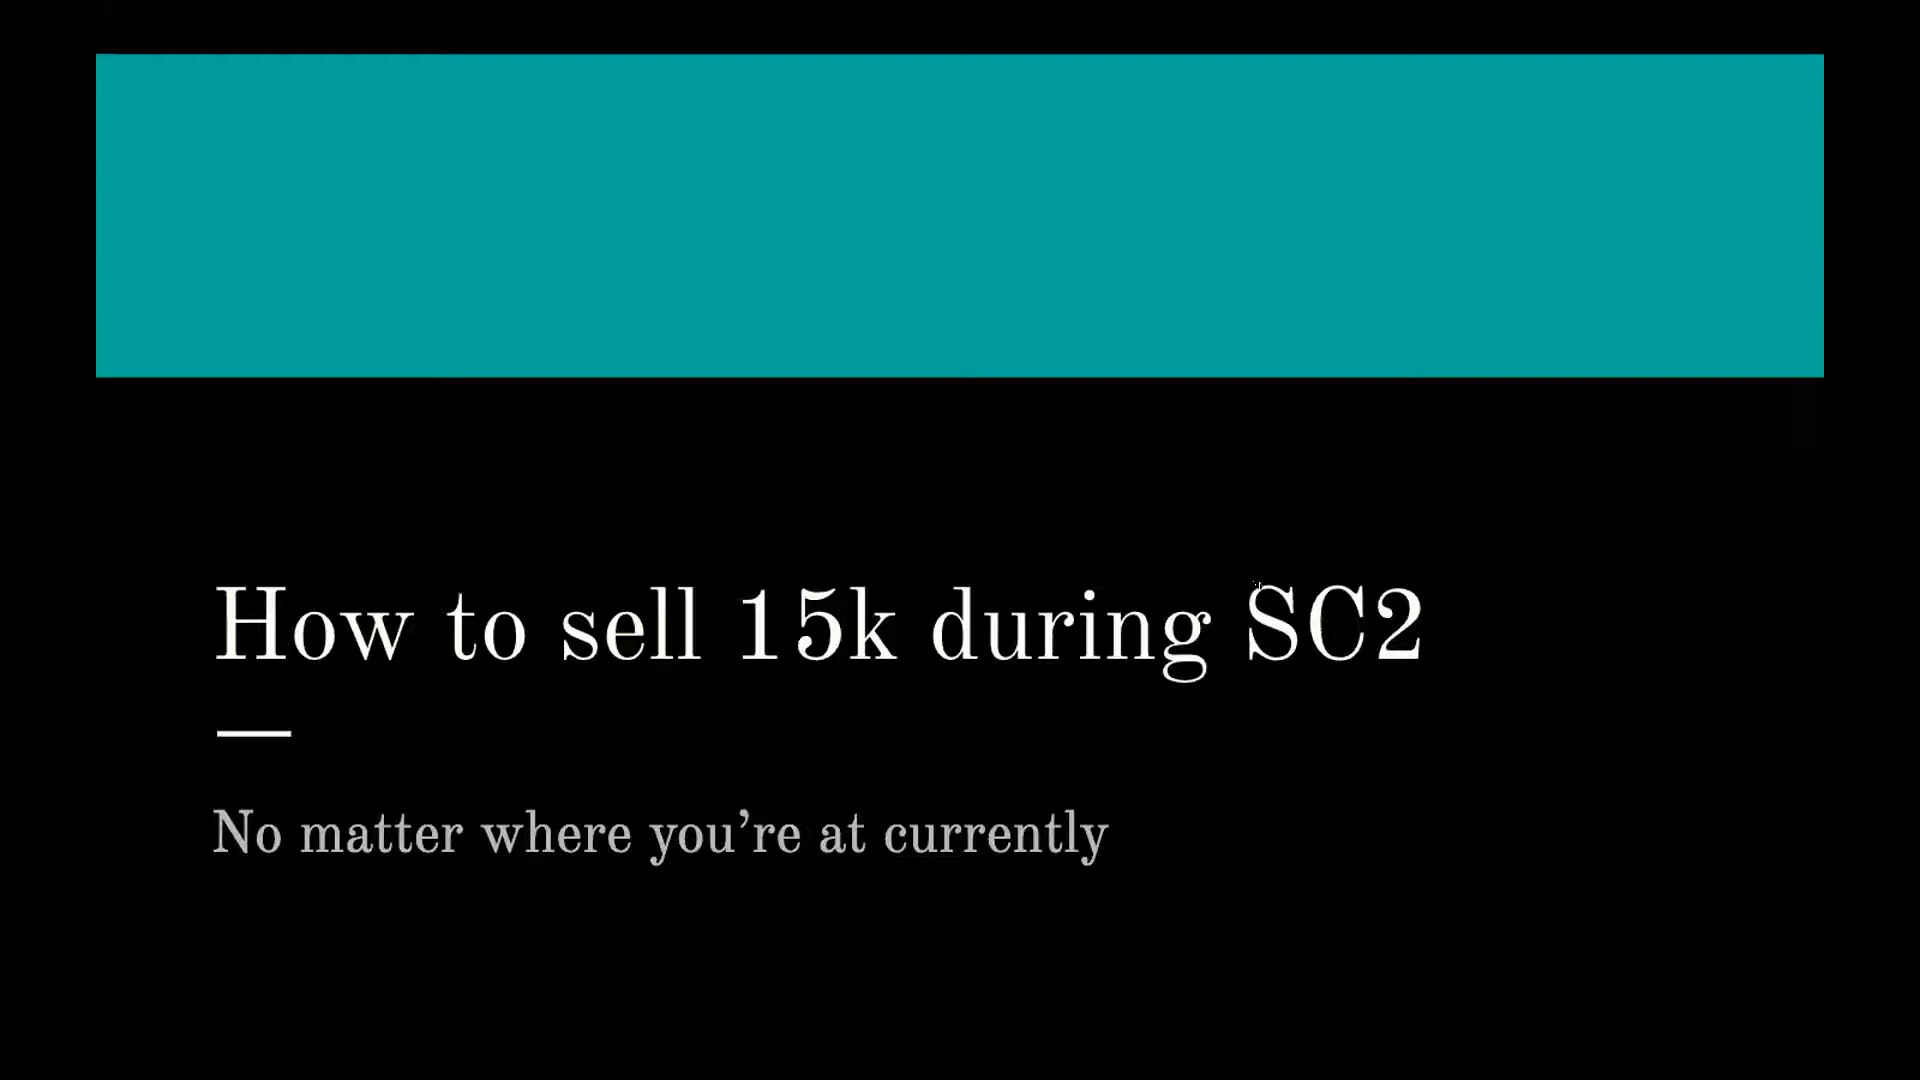 How to sell 15k during SC2
No matter where you’re at currently